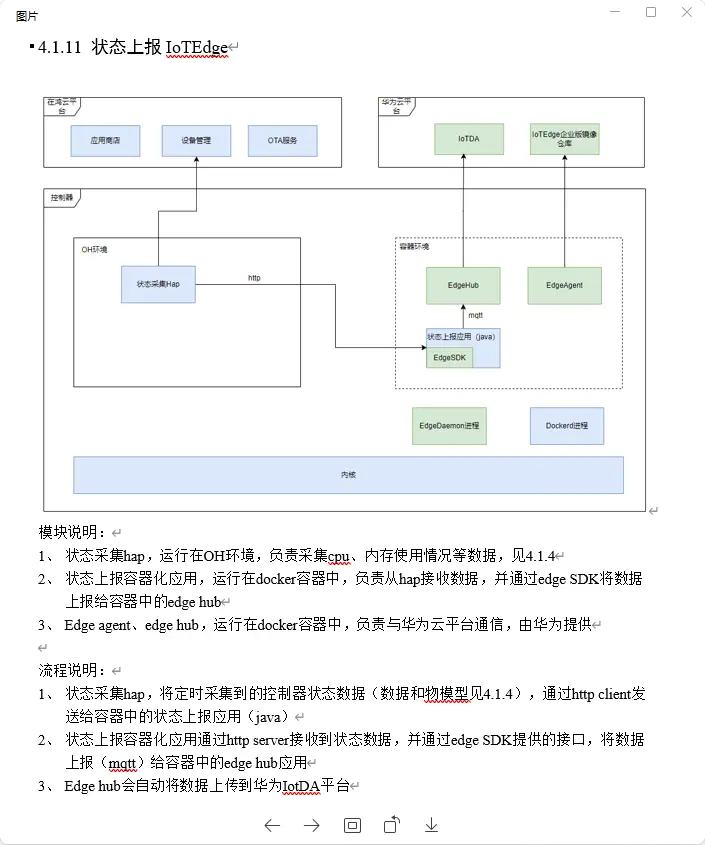 图片
4.1.11 状态上报 IoTEdge
在鸿云平
台
应用商店
设备管理
OTA服务
华为云平
台
IoTDA
IoTEdge企业版镜像
仓库
控制器
OH环境
状态采集Hap
http
容器环境
EdgeHub
EdgeAgent
mqtt
状态上报应用（java）
EdgeSDK
EdgeDaemon进程
Dockerd进程
内核
模块说明：
1、 状态采集hap，运行在OH环境，负责采集cpu、内存使用情况等数据，见4.1.4
2、 状态上报容器化应用，运行在docker容器中，负责从hap接收数据，并通过edge SDK将数据
上报给容器中的edge hub
3、 Edge agent、edge hub，运行在docker容器中，负责与华为云平台通信，由华为提供
流程说明：
1、 状态采集hap，将定时采集到的控制器状态数据（数据和物模型见4.1.4），通过http client发
送给容器中的状态上报应用（java）
2、 状态上报容器化应用通过http server接收到状态数据，并通过edge SDK提供的接口，将数据
上报（mqtt）给容器中的edge hub应用
3、 Edge hub会自动将数据上传到华为IotDA平台